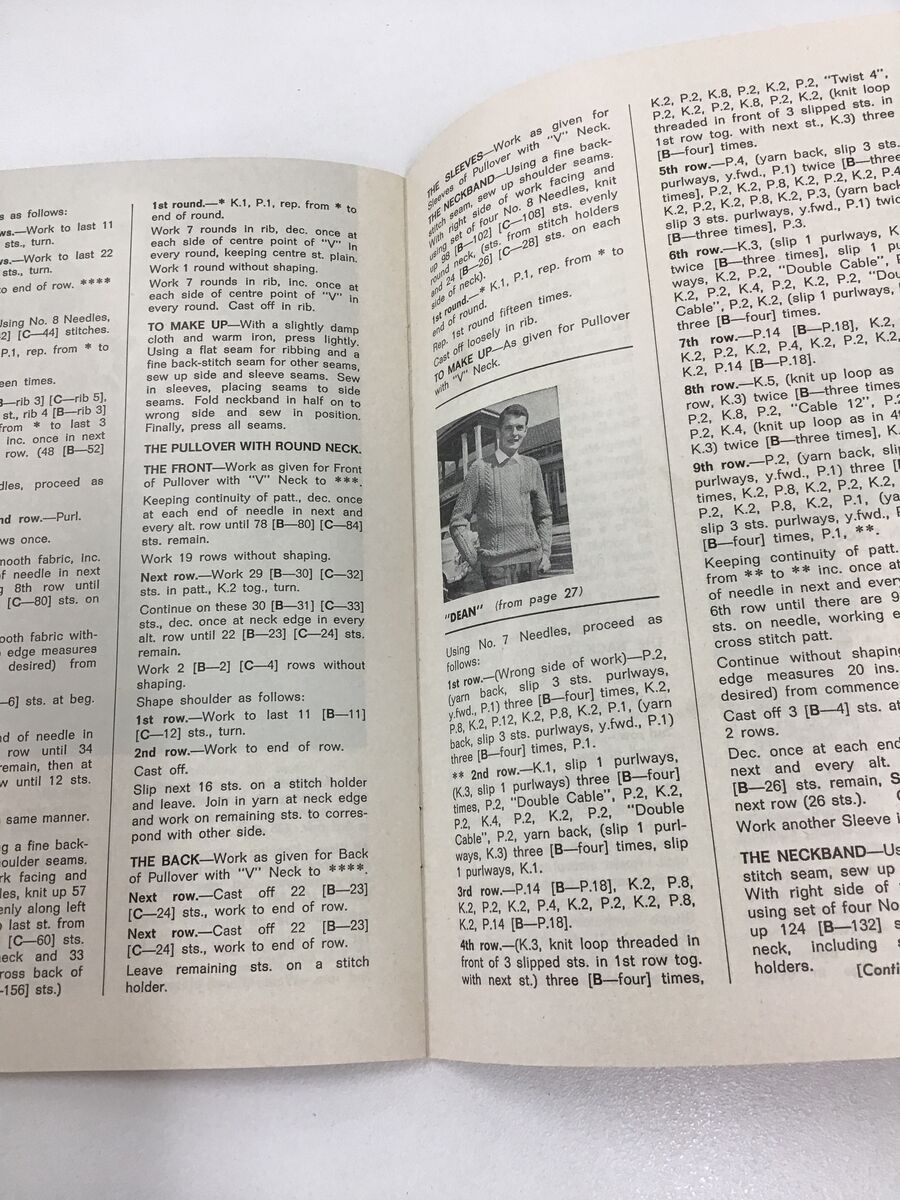 s as follows:
ws.—Work to last 11
sts., turn.
ws.—Work to last 22
sts., turn.
to end of row. ****
Using No. 8 Needles,
2] [C—44] stitches.
P.1, rep. from * to
een times.
B—rib 3] [C—rib 5],
st., rib 4 [B—rib 3]
from * to last 3
inc. once in next
row. (48 [B—52]
dles, proceed as
nd row.—Purl.
ws once.
mooth fabric, inc.
of needle in next
g 8th row until
[C—80] sts. on
ooth fabric with-
edge measures
desired) from
—6] sts. at beg.
nd of needle in
row until 34
remain, then at
w until 12 sts.
same manner.
g a fine back-
houlder seams.
rk facing and
les, knit up 57
enly along left
last st. from
[C—60] sts.
neck and 33
cross back of
-156] sts.)
1st round.—* K.1, P.1, rep. from * to
end of round.
Work 7 rounds in rib, dec. once at
each side of centre point of "V" in
every round, keeping centre st. plain.
Work 1 round without shaping.
Work 7 rounds in rib, inc. once at
each side of centre point of "V" in
every round. Cast off in rib.
TO MAKE UP—With a slightly damp
cloth and warm iron, press lightly.
Using a flat seam for ribbing and a
fine back-stitch seam for other seams,
sew up side and sleeve seams. Sew
in sleeves, placing seams to side
seams. Fold neckband in half on to
wrong side and sew in position.
Finally, press all seams.
THE PULLOVER WITH ROUND NECK.
THE FRONT—Work as given for Front
of Pullover with "V" Neck to ***.
Keeping continuity of patt., dec. once
at each end of needle in next and
every alt. row until 78 [B—80] [C—84]
sts. remain.
Work 19 rows without shaping.
Next row.—Work 29 [B—30] [C—32]
sts. in patt., K.2 tog., turn.
Continue on these 30 [B—31] [C—33]
sts., dec. once at neck edge in every
alt. row until 22 [B—23] [C—24] sts.
remain.
Work 2 [B—2] [C—4] rows without
shaping.
Shape shoulder as follows:
1st row.—Work to last 11 [B—11]
[C—12] sts., turn.
2nd row.—Work to end of row.
Cast off.
Slip next 16 sts. on a stitch holder
and leave. Join in yarn at neck edge
and work on remaining sts. to corres-
pond with other side.
THE BACK—Work as given for Back
of Pullover with "V" Neck to ****.
Next row.—Cast off 22 [B—23]
[C—24] sts., work to end of row.
Next row.—Cast off 22 [B—23]
[C—24] sts., work to end of row.
Leave remaining sts. on a stitch
holder.
THE SLEEVES—Work as given for
Sleeves of Pullover with "V" Neck.
THE NECKBAND—Using a fine back-
stitch seam, sew up shoulder seams.
With right side of work facing and
using set of four No. 8 Needles, knit
up 98 [B—102] [C—108] sts. evenly
round neck, (sts. from stitch holders
and 24 [B—26] [C—28] sts. on each
side of neck).
1st round.—* K.1, P.1, rep. from * to
end of round.
Rep. 1st round fifteen times.
Cast off loosely in rib.
TO MAKE UP—As given for Pullover
with "V" Neck.
"DEAN" (from page 27)
Using No. 7 Needles, proceed as
follows:
1st row.—(Wrong side of work)—P.2,
(yarn back, slip 3 sts. purlways,
y.fwd., P.1) three [B—four] times, K.2,
P.8, K.2, P.12, K.2, P.8, K.2, P.1, (yarn
back, slip 3 sts. purlways, y.fwd., P.1)
three [B—four] times, P.1.
** 2nd row.—K.1, slip 1 purlways,
(K.3, slip 1 purlways) three [B—four]
times, P.2, "Double Cable", P.2, K.2,
P.2, K.4, P.2, K.2, P.2, "Double
Cable", P.2, yarn back, (slip 1 purl-
ways, K.3) three [B—four] times, slip
1 purlways, K.1.
3rd row.—P.14 [B—P.18], K.2, P.8,
K.2, P.2, K.2, P.4, K.2, P.2, K.2, P.8,
K.2, P.14 [B—P.18].
4th row.—(K.3, knit loop threaded in
front of 3 slipped sts. in 1st row tog.
with next st.) three [B—four] times,
K.2, P.2, K.8, P.2, K.2, P.2, "Twist 4",
P.2, K.2, P.2, K.8, P.2, K.2, (knit loop
threaded in front of 3 slipped sts. in
1st row tog. with next st., K.3) three
[B—four] times.
5th row.—P.4, (yarn back, slip 3 sts.
purlways, y.fwd., P.1) twice [B—three
times], P.2, K.2, P.8, K.2, P.2, K.2, P.4
K.2, P.2, K.2, P.8, K.2, P.3, (yarn back
slip 3 sts. purlways, y.fwd., P.1) twice
[B—three times], P.3.
6th row.—K.3, (slip 1 purlways, K.
twice [B—three times], slip 1 pu
ways, K.2, P.2, "Double Cable", P
K.2, P.2, K.4, P.2, K.2, P.2, "Dou
Cable", P.2, K.2, (slip 1 purlways,
three [B—four] times.
7th row.—P.14 [B—P.18], K.2,
K.2, P.2, K.2, P.4, K.2, P.2, K.2,
K.2, P.14 [B—P.18].
8th row.—K.5, (knit up loop as
row, K.3) twice [B—three times
P.2, K.8, P.2, "Cable 12", P.2,
P.2, K.4, (knit up loop as in 4t
K.3) twice [B—three times], K.
9th row.—P.2, (yarn back, slip
purlways, y.fwd., P.1) three [
times, K.2, P.8, K.2, P.2, K.2,
P.2, K.2, P.8, K.2, P.1, (ya
slip 3 sts. purlways, y.fwd., P
[B—four] times, P.1, **.
Keeping continuity of patt.
from ** to ** inc. once at
of needle in next and every
6th row until there are 9
sts. on needle, working e
cross stitch patt.
Continue without shaping
edge measures 20 ins.
desired) from commence
Cast off 3 [B—4] sts. at
2 rows.
Dec. once at each end
next and every alt.
[B—26] sts. remain, S
next row (26 sts.). C
Work another Sleeve i
THE NECKBAND—Us
stitch seam, sew up
With right side of
using set of four No
up 124 [B—132] s
neck, including s
holders.
[Conti